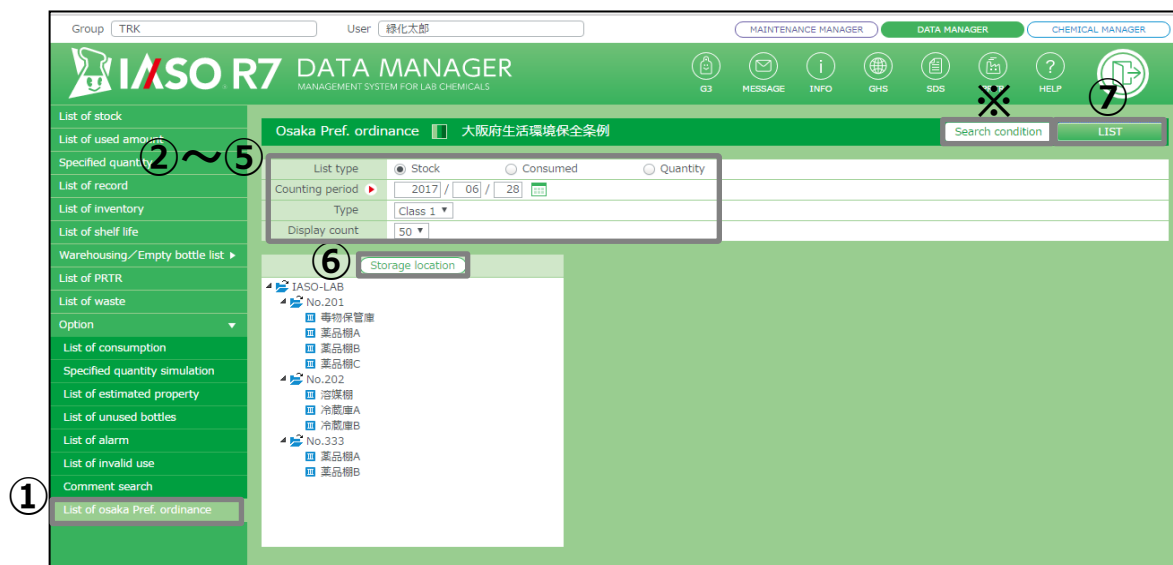 Group TRK User 緑化太郎 MAINTENANCE MANAGER DATA MANAGER CHEMICAL MANAGER
IASO R7 DATA MANAGER
MANAGEMENT SYSTEM FOR LAB CHEMICALS
G3 MESSAGE INFO GHS SDS HELP
※ ⑦
List of stock
Osaka Pref. ordinance 大阪府生活環境保全条例 Search condition LIST
List of used amount
②～⑤
Specified quantity
List type Stock Consumed Quantity
List of record
Counting period 2017 / 06 / 28
List of inventory
Type Class 1
List of shelf life
Display count 50
Warehousing／Empty bottle list
⑥ Storage location
List of PRTR
List of waste
Option
List of consumption
Specified quantity simulation
List of estimated property
List of unused bottles
List of alarm
List of invalid use
Comment search
① List of osaka Pref. ordinance
IASO-LAB
No.201
毒物保管庫
薬品棚A
薬品棚B
薬品棚C
No.202
溶媒棚
冷蔵庫A
冷蔵庫B
No.333
薬品棚A
薬品棚B